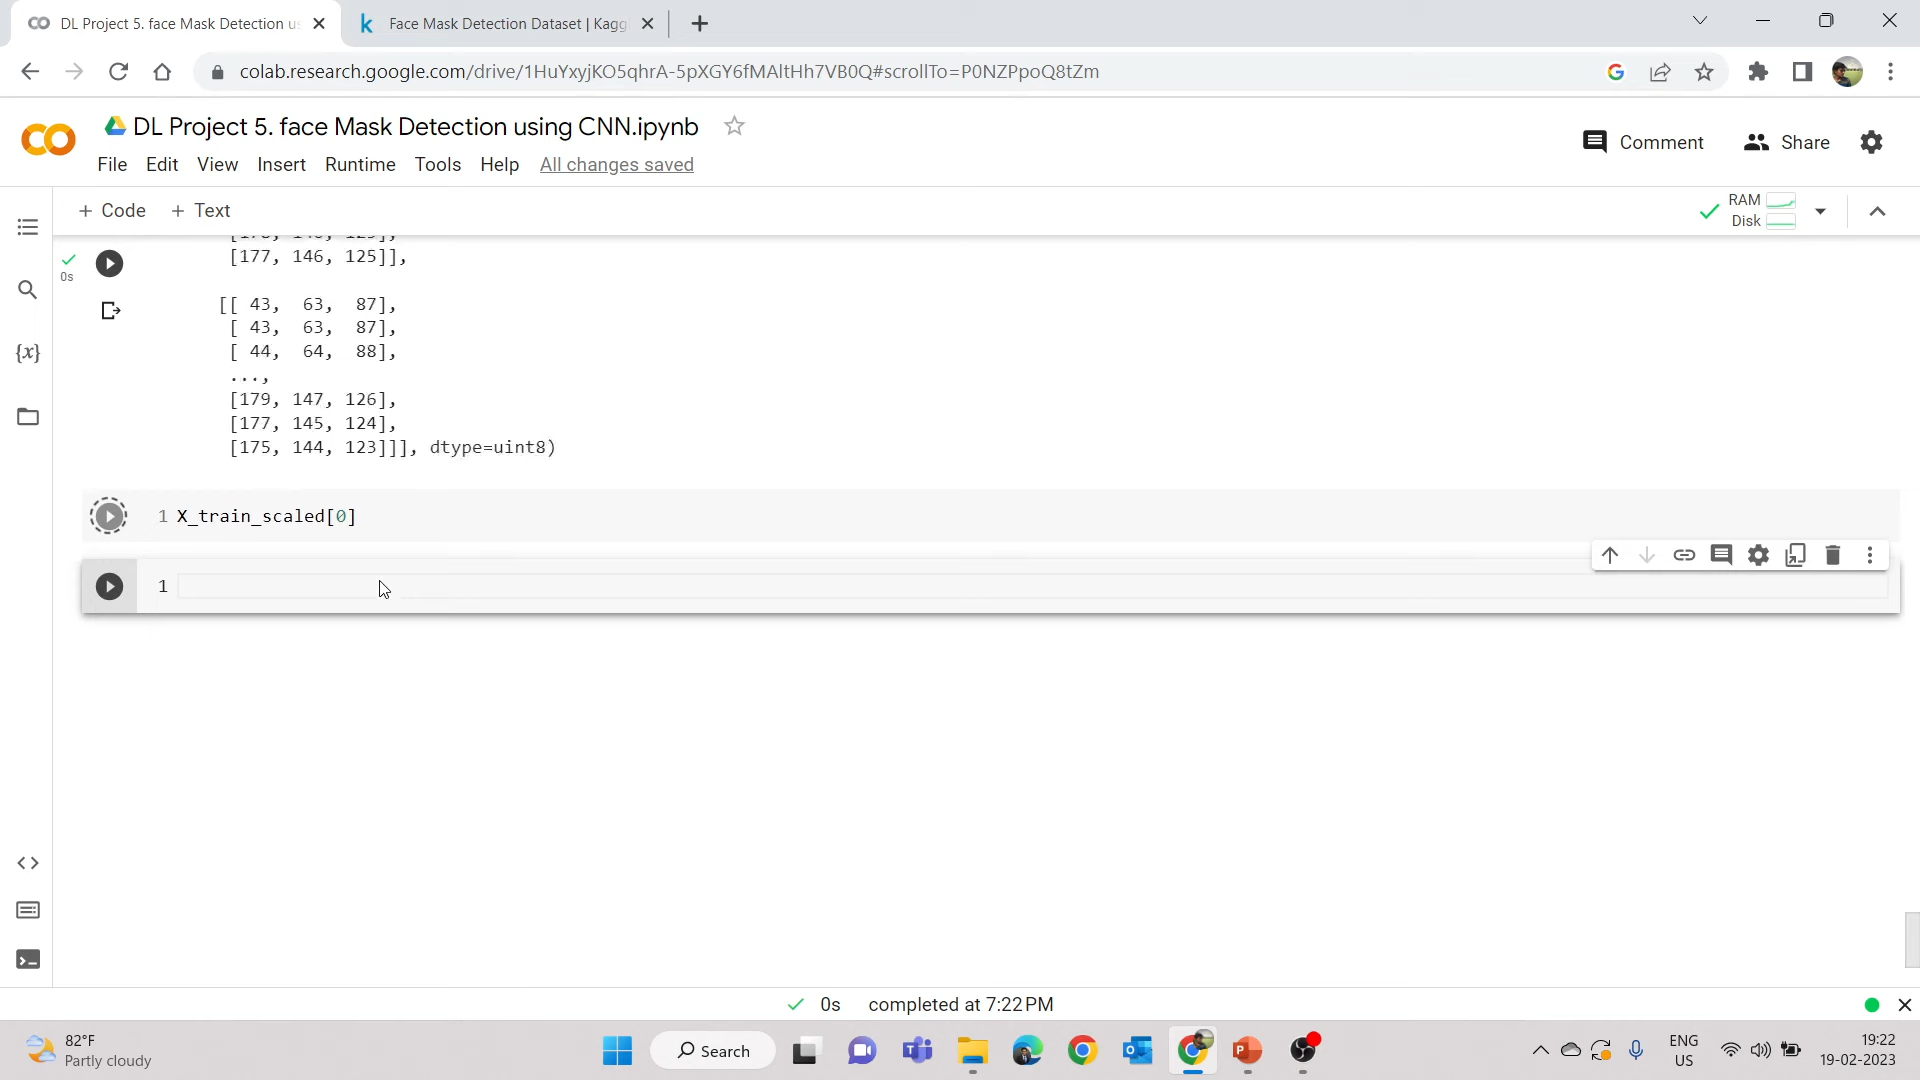 DL Project 5. face Mask Detection us
Face Mask Detection Dataset | Kagg
colab.research.google.com/drive/1HuYxyjKO5qhrA-5pXGY6fMAltHh7VB0Q#scrollTo=P0NZPpoQ8tZm
DL Project 5. face Mask Detection using CNN.ipynb
Comment
Share
File Edit View Insert Runtime Tools Help All changes saved
+ Code + Text
RAM
Disk
[177, 146, 125]],
0s
[[ 43, 63, 87],
[ 43, 63, 87],
{x}
[ 44, 64, 88],
...,
[179, 147, 126],
[177, 145, 124],
[175, 144, 123]]], dtype=uint8)
1 X_train_scaled[0]
1
0s completed at 7:22 PM
82°F
Partly cloudy
Search
ENG
US
19:22
19-02-2023